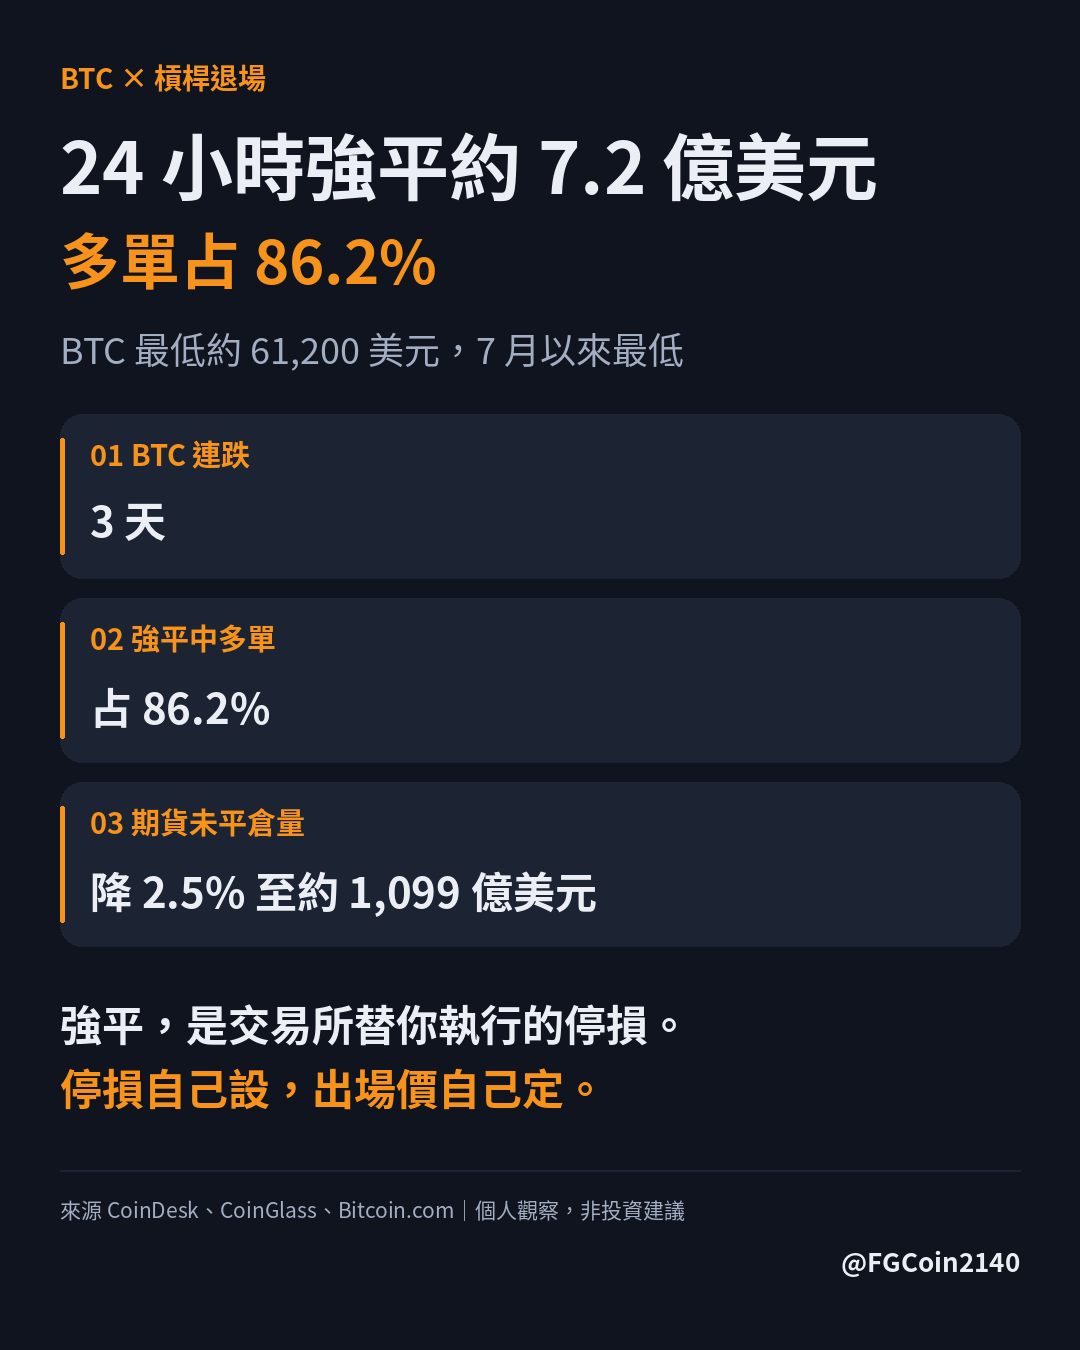 BTC × 槓桿退場
24 小時強平約 7.2 億美元
多單占 86.2%
BTC 最低約 61,200 美元，7 月以來最低
01 BTC 連跌
3 天
02 強平中多單
占 86.2%
03 期貨未平倉量
降 2.5% 至約 1,099 億美元
強平，是交易所替你執行的停損。
停損自己設，出場價自己定。
來源 CoinDesk、CoinGlass、Bitcoin.com｜個人觀察，非投資建議
@FGCoin2140